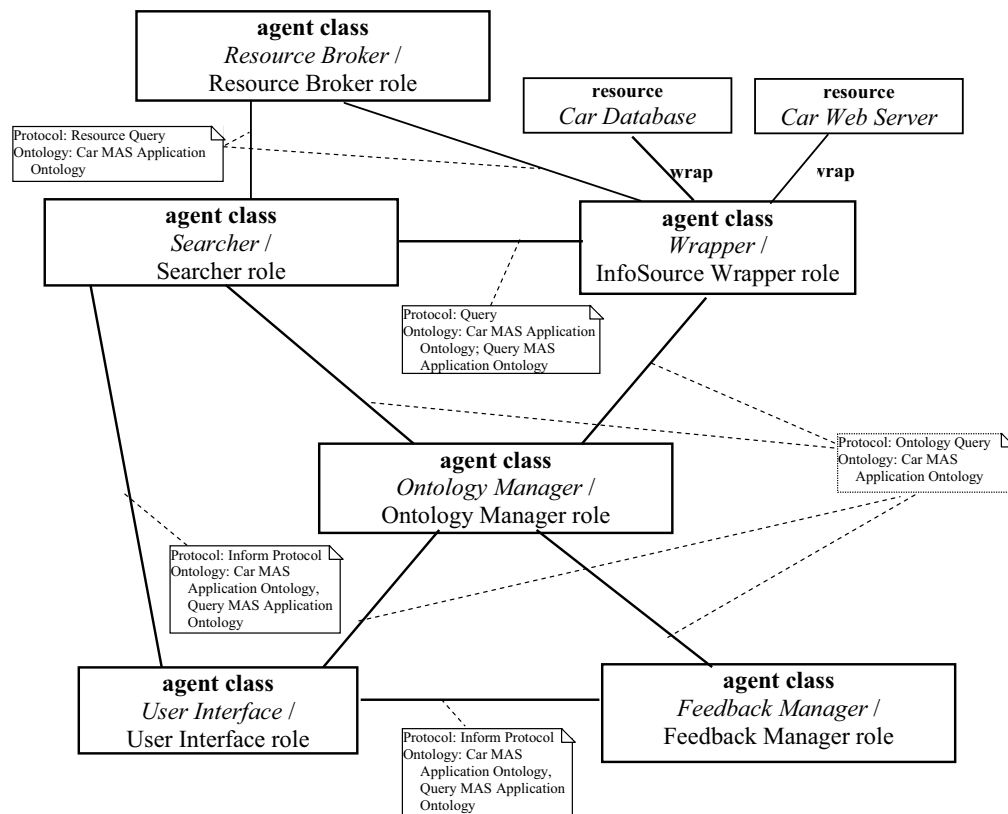 agent class
Resource Broker /
Resource Broker role
resource
Car Database
resource
Car Web Server
Protocol: Resource Query
Ontology: Car MAS Application
Ontology
wrap
wrap
agent class
Searcher /
Searcher role
agent class
Wrapper /
InfoSource Wrapper role
Protocol: Query
Ontology: Car MAS Application
Ontology; Query MAS
Application Ontology
Protocol: Ontology Query
Ontology: Car MAS
Application Ontology
agent class
Ontology Manager /
Ontology Manager role
Protocol: Inform Protocol
Ontology: Car MAS
Application Ontology,
Query MAS Application
Ontology
agent class
User Interface /
User Interface role
agent class
Feedback Manager /
Feedback Manager role
Protocol: Inform Protocol
Ontology: Car MAS
Application Ontology,
Query MAS Application
Ontology